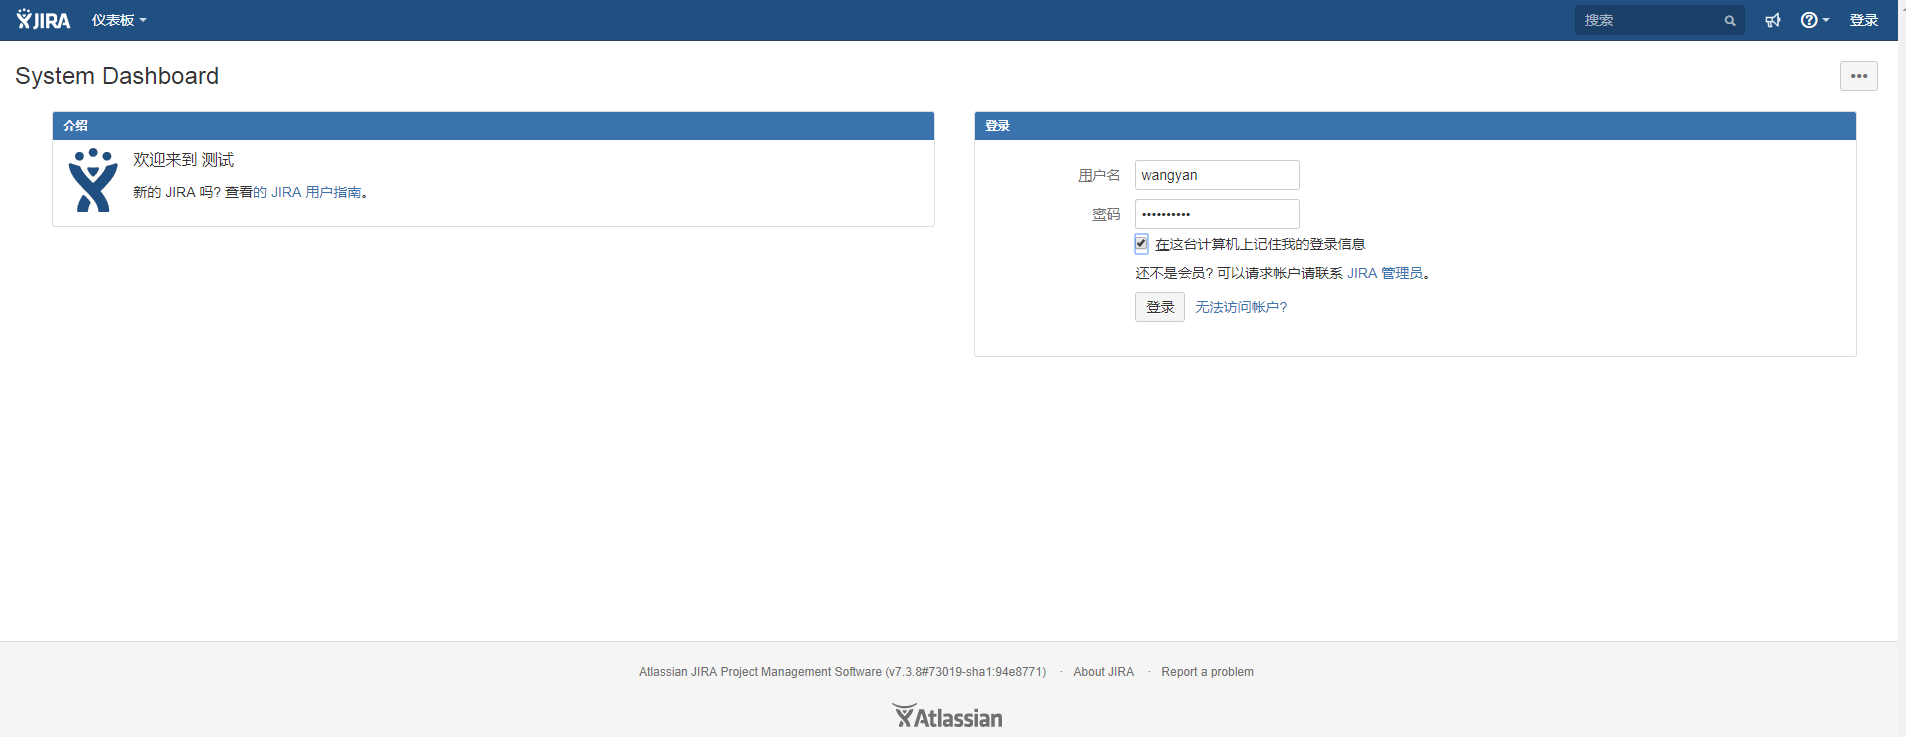 JIRA 仪表板 搜索 登录
System Dashboard
介绍
欢迎来到 测试
新的 JIRA 吗? 查看的 JIRA 用户指南。
登录
用户名 wangyan
密码 ••••••••••
在这台计算机上记住我的登录信息
还不是会员? 可以请求帐户请联系 JIRA 管理员。
登录 无法访问帐户?
Atlassian JIRA Project Management Software (v7.3.8#73019-sha1:94e8771) · About JIRA · Report a problem
Atlassian